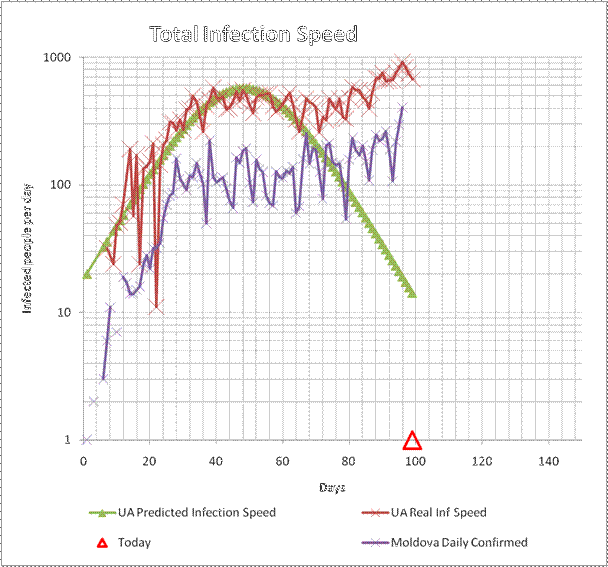 Total Infection Speed
1000
100
10
1
Infected people per day
0 20 40 60 80 100 120 140
Days
UA Predicted Infection Speed UA Real Inf Speed
Today Moldova Daily Confirmed